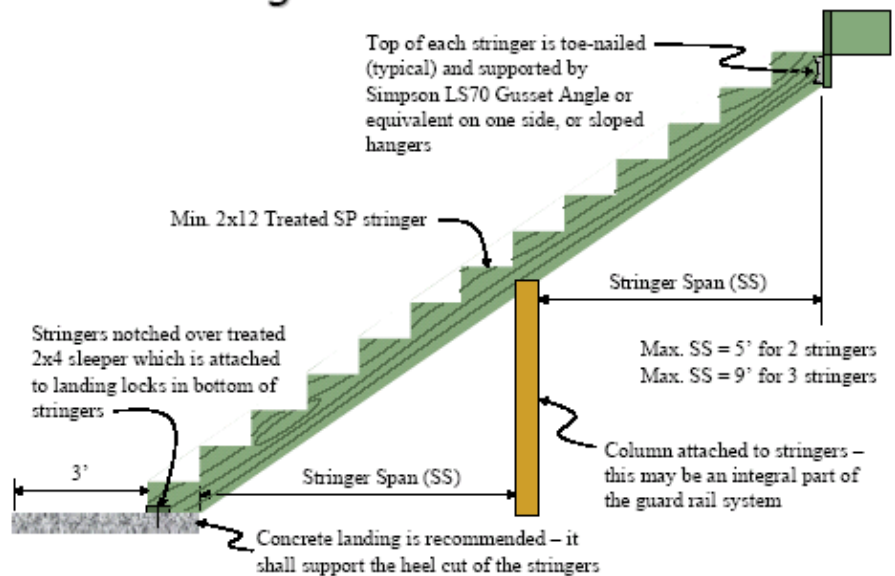 Top of each stringer is toe-nailed
(typical) and supported by
Simpson LS70 Gusset Angle or
equivalent on one side, or sloped
hangers
Min. 2x12 Treated SP stringer
Stringer Span (SS)
Stringers notched over treated
2x4 sleeper which is attached
to landing locks in bottom of
stringers
Max. SS = 5’ for 2 stringers
Max. SS = 9’ for 3 stringers
Column attached to stringers –
this may be an integral part of
the guard rail system
3’
Stringer Span (SS)
Concrete landing is recommended – it
shall support the heel cut of the stringers